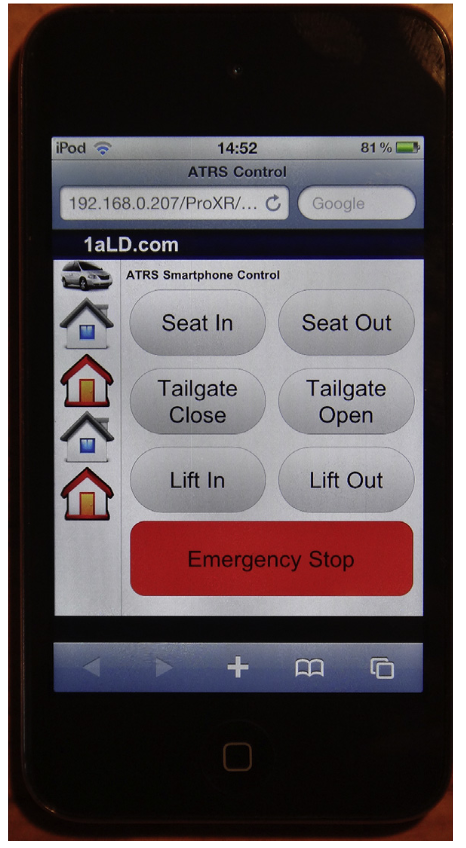 iPod 14:52 81%
ATRS Control
192.168.0.207/ProXR/... Google
1aLD.com
ATRS Smartphone Control
Seat In Seat Out
Tailgate Close Tailgate Open
Lift In Lift Out
Emergency Stop